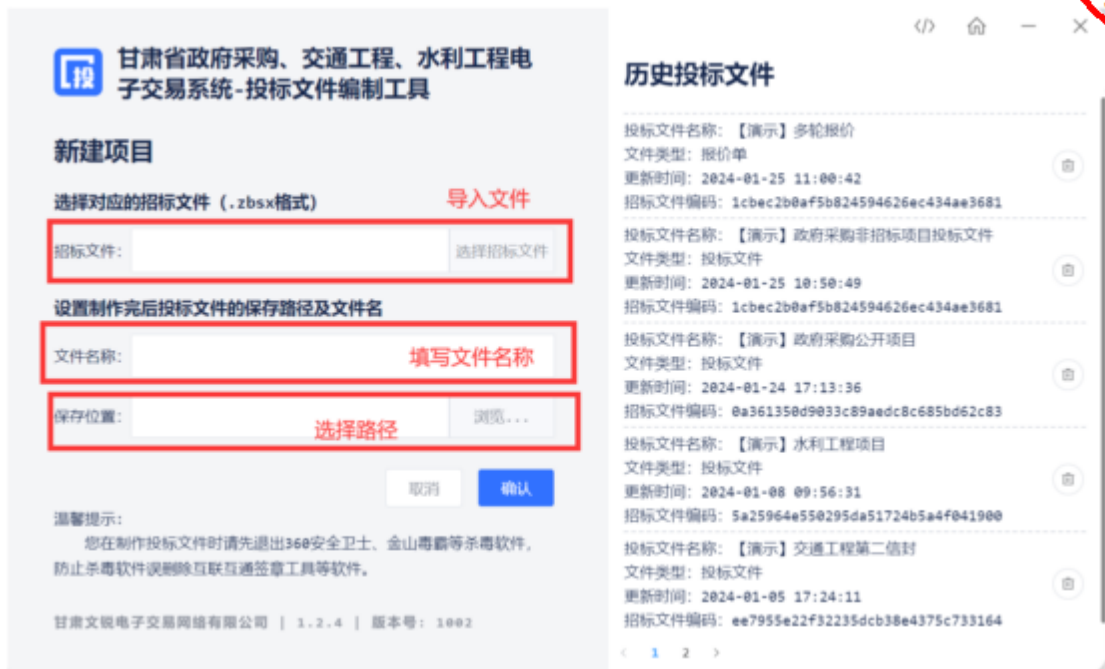 甘肃省政府采购、交通工程、水利工程电
子交易系统-投标文件编制工具
新建项目
选择对应的招标文件（.zbsx格式）
导入文件
招标文件：
选择招标文件
设置制作完后投标文件的保存路径及文件名
文件名称：
填写文件名称
保存位置：
选择路径
浏览...
取消
确认
温馨提示：
您在制作投标文件时请先退出360安全卫士、金山毒霸等杀毒软件，
防止杀毒软件误删除互联互通签章工具等软件。
甘肃文锐电子交易网络有限公司 | 1.2.4 | 版本号：1002
历史投标文件
投标文件名称：【演示】多轮报价
文件类型：报价单
更新时间：2024-01-25 11:00:42
招标文件编码：1cbec2b0af5b824594626ec434ae3681
投标文件名称：【演示】政府采购非招标项目投标文件
文件类型：投标文件
更新时间：2024-01-25 10:50:49
招标文件编码：1cbec2b0af5b824594626ec434ae3681
投标文件名称：【演示】政府采购公开项目
文件类型：投标文件
更新时间：2024-01-24 17:13:36
招标文件编码：0a361350d9033c89aedc8c685bd62c83
投标文件名称：【演示】水利工程项目
文件类型：投标文件
更新时间：2024-01-08 09:56:31
招标文件编码：5a25964e550295da51724b5a4f041900
投标文件名称：【演示】交通工程第二信封
文件类型：投标文件
更新时间：2024-01-05 17:24:11
招标文件编码：ee7955e22f32235dcb38e4375c733164
1 2